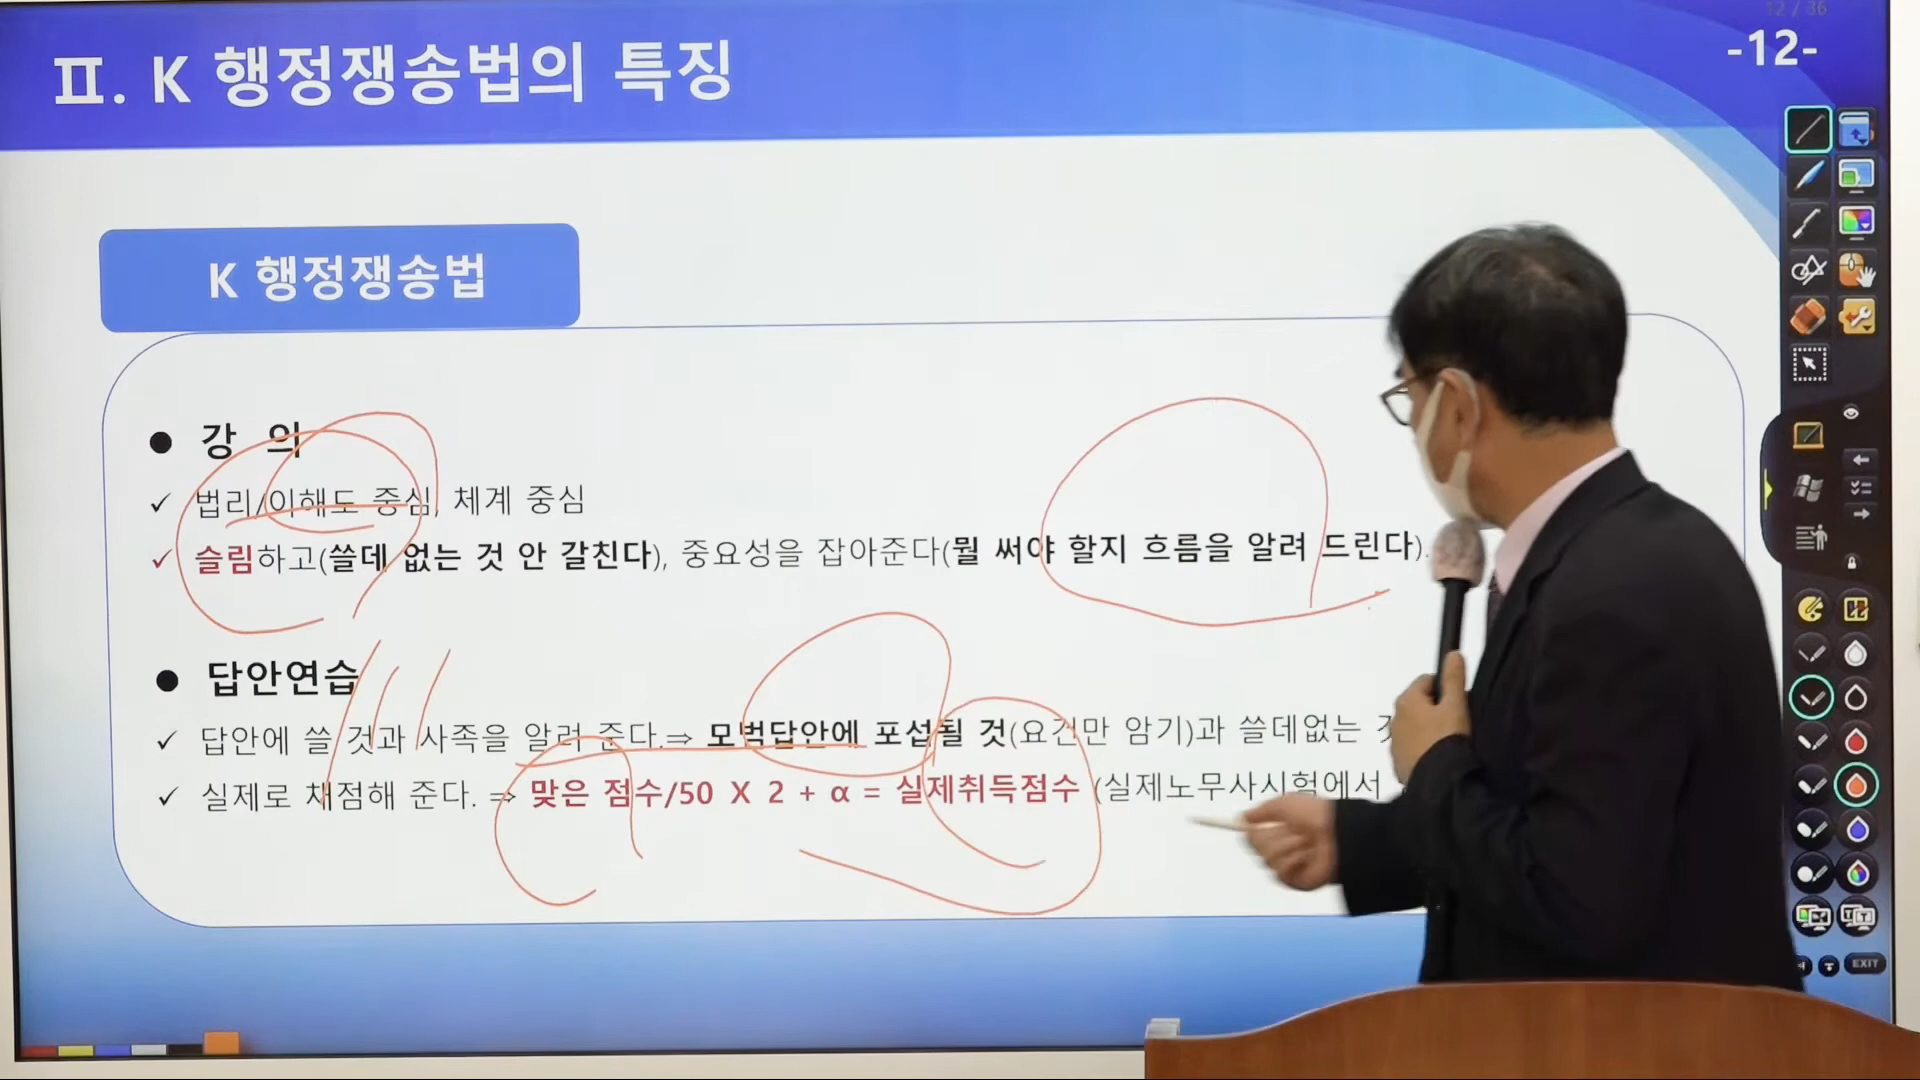 12 / 36
-12-
Ⅱ. K 행정쟁송법의 특징
K 행정쟁송법
● 강 의
✓ 법리/이해도 중심, 체계 중심
✓ 슬림하고(쓸데 없는 것 안 갈친다), 중요성을 잡아준다(뭘 써야 할지 흐름을 알려 드린다).
● 답안연습
✓ 답안에 쓸 것과 사족을 알려 준다.⇒ 모범답안에 포섭될 것(요건만 암기)과 쓸데없는
✓ 실제로 채점해 준다. ⇒ 맞은 점수/50 X 2 + α = 실제취득점수 (실제노무사시험에서
EXIT